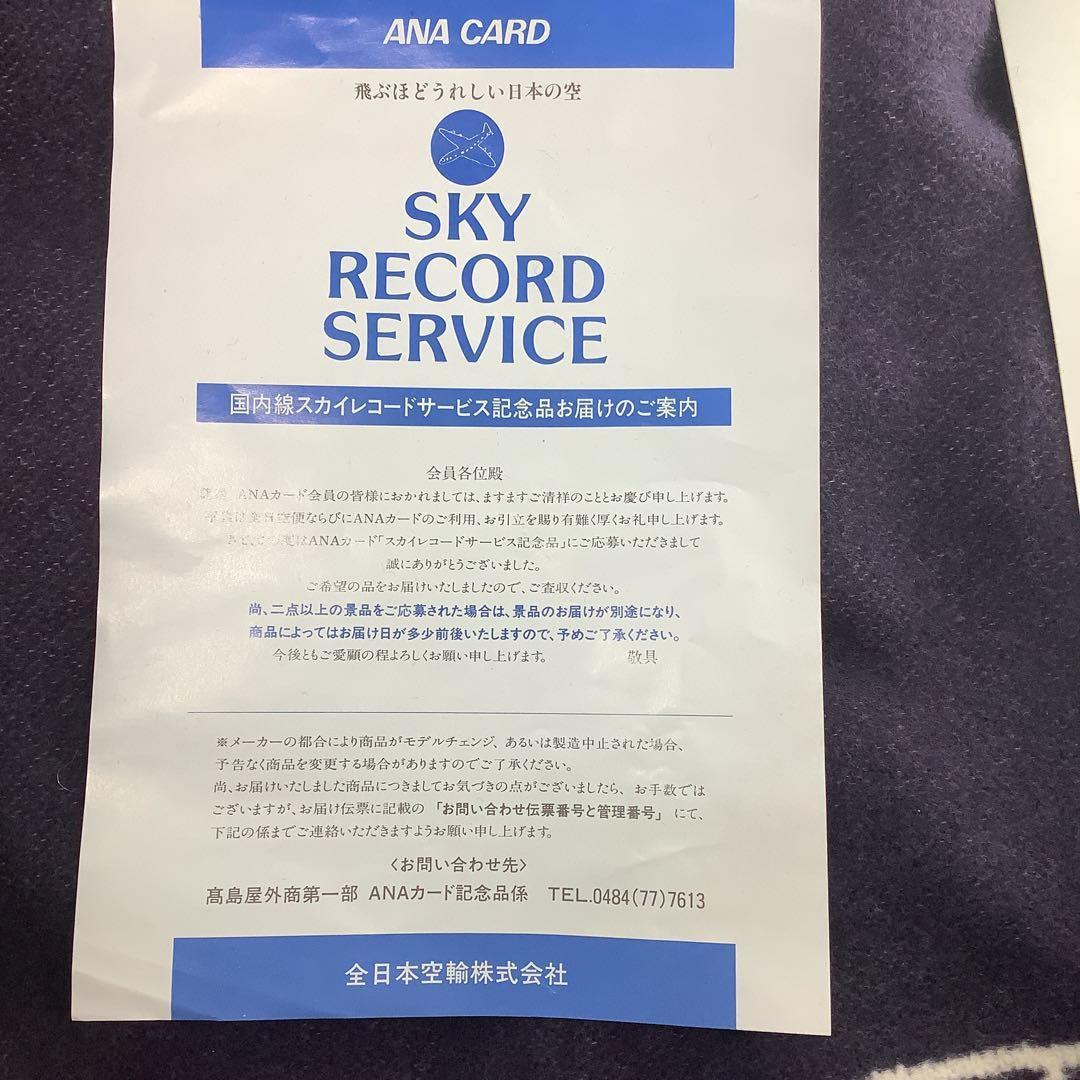 ANA CARD
飛ぶほどうれしい日本の空
SKY
RECORD
SERVICE
国内線スカイレコードサービス記念品お届けのご案内
会員各位殿
ANAカード会員の皆様におかれましては、ますますご清祥のこととお慶び申し上げます。
空便ならびにANAカードのご利用、お引立を賜り有難く厚くお礼申し上げます。
度はANAカード「スカイレコードサービス記念品」にご応募いただきまして
誠にありがとうございました。
ご希望の品をお届けいたしましたので、ご査収ください。
尚、二点以上の景品をご応募された場合は、景品のお届けが別途になり、
商品によってはお届け日が多少前後いたしますので、予めご了承ください。
今後ともご愛顧の程よろしくお願い申し上げます。 敬具
※メーカーの都合により商品がモデルチェンジ、あるいは製造中止された場合、
予告なく商品を変更する場合がありますのでご了承ください。
尚、お届けいたしました商品につきましてお気づきの点がございましたら、お手数では
ございますが、お届け伝票に記載の「お問い合わせ伝票番号と管理番号」にて、
下記の係までご連絡いただきますようお願い申し上げます。
〈お問い合わせ先〉
髙島屋外商第一部 ANAカード記念品係 TEL.0484(77)7613
全日本空輸株式会社